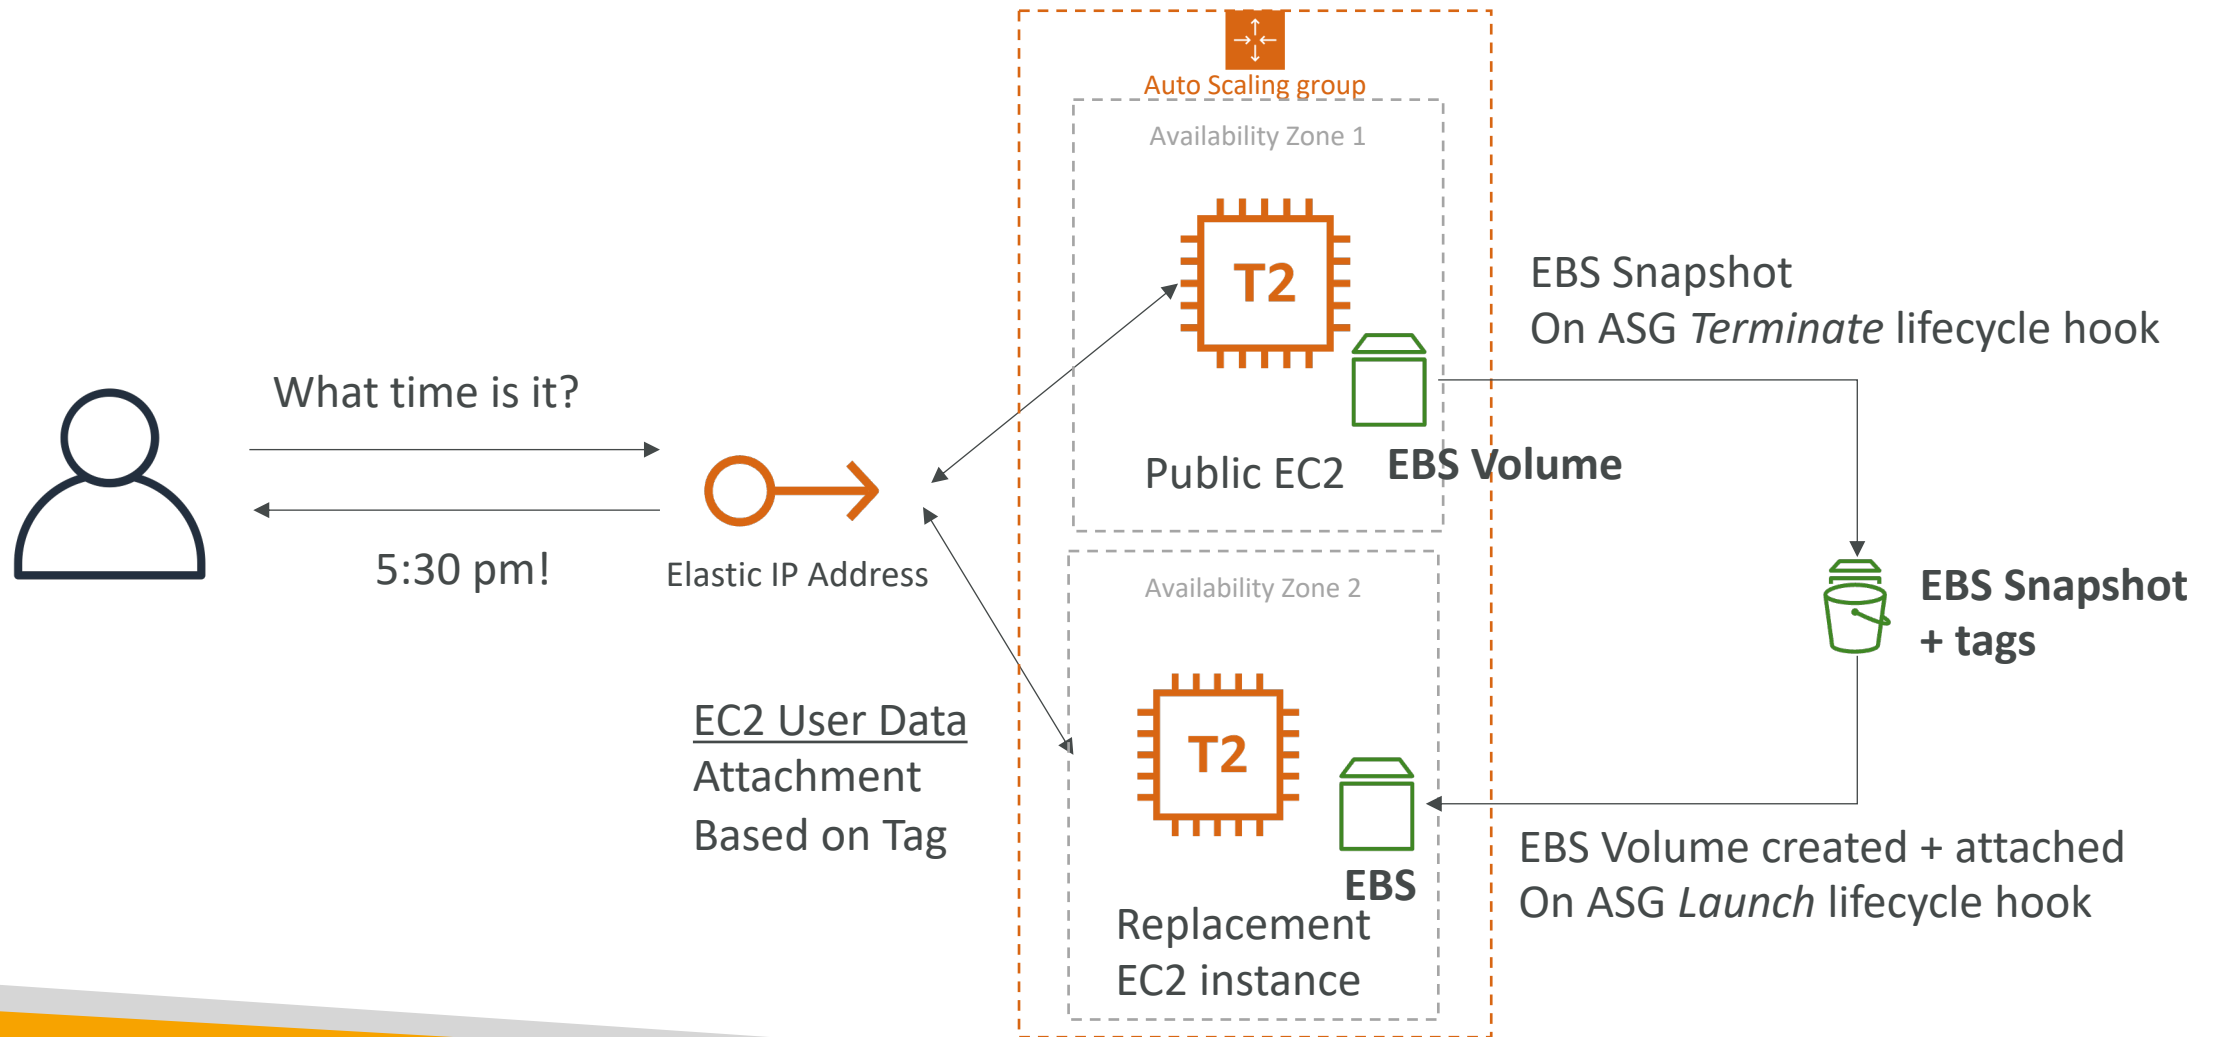 Auto Scaling group
Availability Zone 1
T2
Public EC2
EBS Volume
EBS Snapshot
On ASG Terminate lifecycle hook
What time is it?
5:30 pm!
Elastic IP Address
EBS Snapshot
+ tags
Availability Zone 2
T2
EBS
Replacement
EC2 instance
EC2 User Data
Attachment
Based on Tag
EBS Volume created + attached
On ASG Launch lifecycle hook